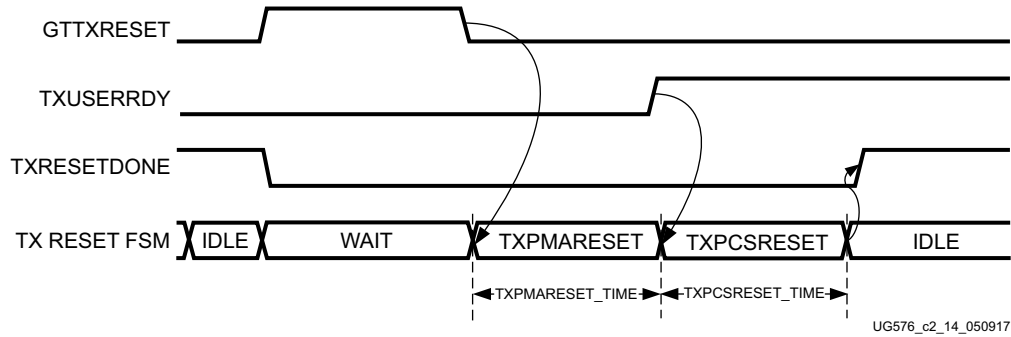 GTTXRESET
TXUSERRDY
TXRESETDONE
TX RESET FSM IDLE WAIT TXPMARESET TXPCSRESET IDLE
TXPMARESET_TIME TXPCSRESET_TIME
UG576_c2_14_050917